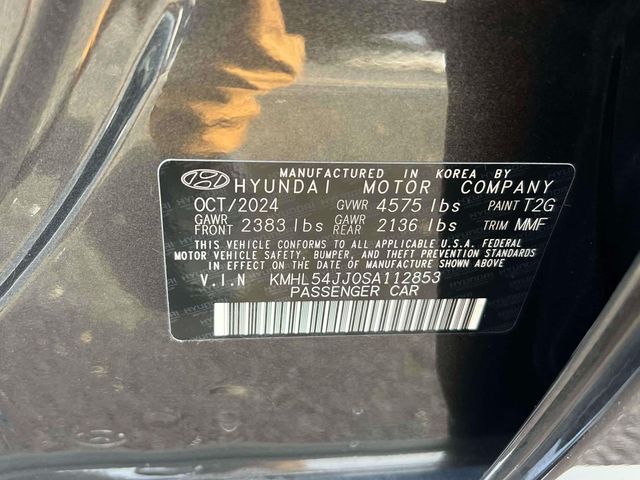 MANUFACTURED IN KOREA BY
HYUNDAI MOTOR COMPANY
OCT/2024 GVWR 4575 lbs PAINT T2G
GAWR FRONT 2383 lbs GAWR REAR 2136 lbs TRIM MMF
THIS VEHICLE CONFORMS TO ALL APPLICABLE U.S.A. FEDERAL
MOTOR VEHICLE SAFETY, BUMPER, AND THEFT PREVENTION STANDARDS
IN EFFECT ON THE DATE OF MANUFACTURE SHOWN ABOVE.
V.I.N KMHL54JJ0SA112853
PASSENGER CAR